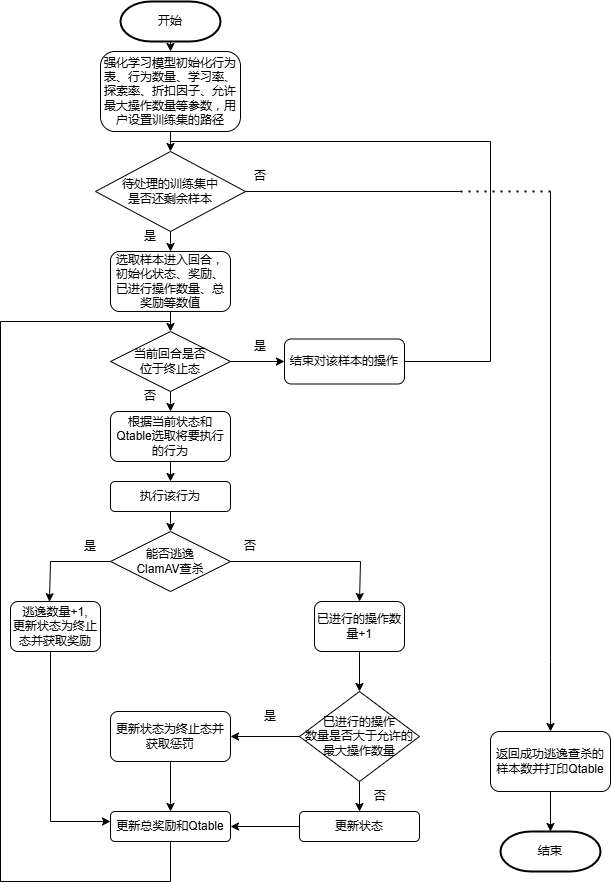 开始
强化学习模型初始化行为
表、行为数量、学习率、
探索率、折扣因子、允许
最大操作数量等参数，用
户设置训练集的路径
待处理的训练集中
是否还剩余样本
否
是
选取样本进入回合，
初始化状态、奖励、
已进行操作数量、总
奖励等数值
当前回合是否
位于终止态
是
结束对该样本的操作
否
根据当前状态和
Qtable选取将要执行
的行为
执行该行为
能否逃逸
ClamAV查杀
是
否
逃逸数量+1,
更新状态为终止
态并获取奖励
已进行的操作数
量+1
已进行的操作
数量是否大于允许的
最大操作数量
是
更新状态为终止态并
获取惩罚
否
更新状态
更新总奖励和Qtable
返回成功逃逸查杀的
样本数并打印Qtable
结束